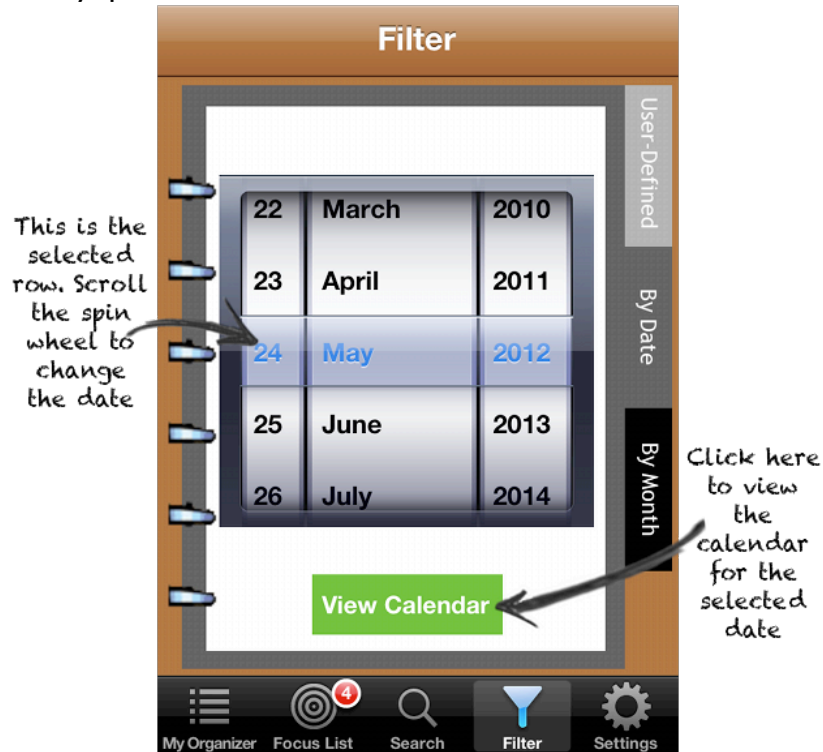 Filter
User-Defined
By Date
By Month
This is the
selected
row. Scroll
the spin
wheel to
change
the date
22 March 2010
23 April 2011
24 May 2012
25 June 2013
26 July 2014
Click here
to view
the
calendar
for the
selected
date
View Calendar
4
My Organizer Focus List Search Filter Settings